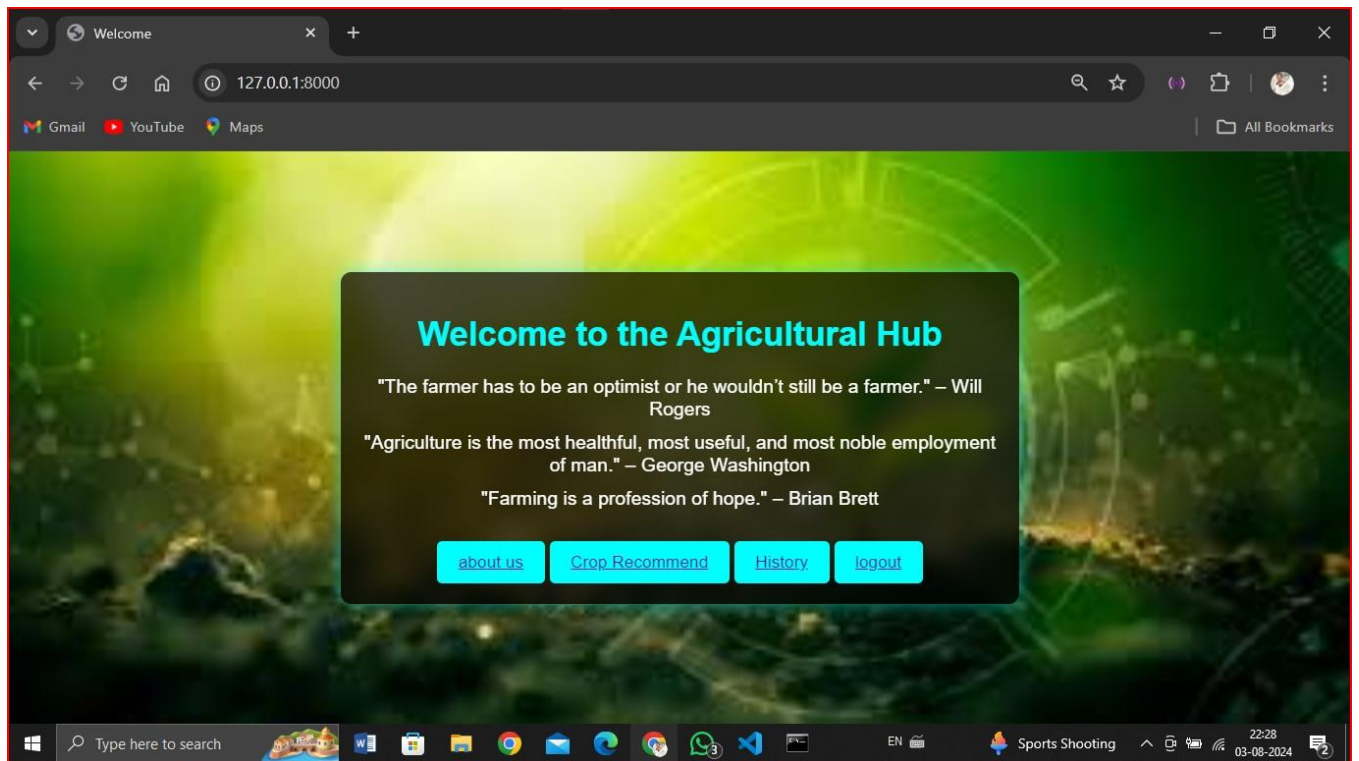 Welcome
127.0.0.1:8000
Gmail YouTube Maps All Bookmarks
Welcome to the Agricultural Hub
"The farmer has to be an optimist or he wouldn’t still be a farmer." – Will
Rogers
"Agriculture is the most healthful, most useful, and most noble employment
of man." – George Washington
"Farming is a profession of hope." – Brian Brett
about us Crop Recommend History logout
Type here to search EN Sports Shooting 22:28
03-08-2024